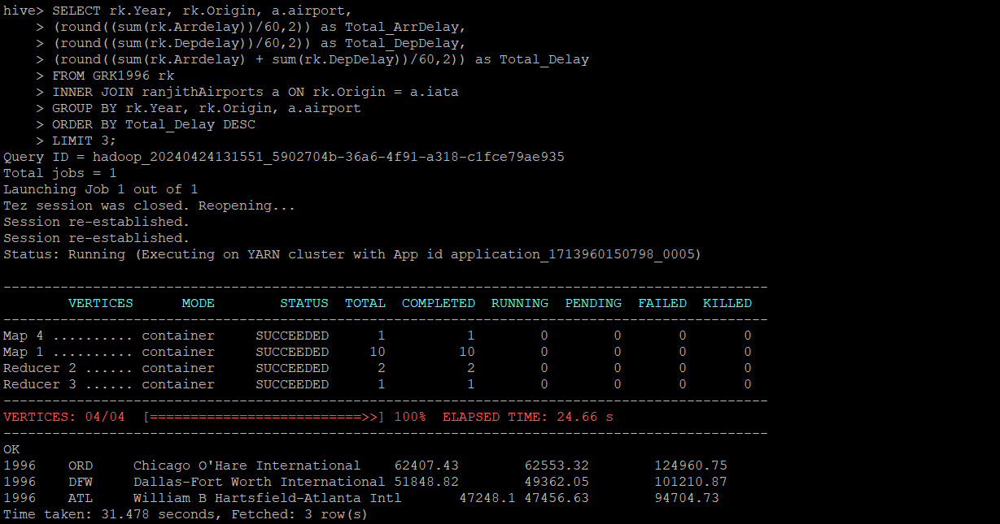 hive> SELECT rk.Year, rk.Origin, a.airport,
    > (round((sum(rk.Arrdelay))/60,2)) as Total_ArrDelay,
    > (round((sum(rk.Depdelay))/60,2)) as Total_DepDelay,
    > (round((sum(rk.Arrdelay) + sum(rk.DepDelay))/60,2)) as Total_Delay
    > FROM GRK1996 rk
    > INNER JOIN ranjithAirports a ON rk.Origin = a.iata
    > GROUP BY rk.Year, rk.Origin, a.airport
    > ORDER BY Total_Delay DESC
    > LIMIT 3;
Query ID = hadoop_20240424131551_5902704b-36a6-4f91-a318-c1fce79ae935
Total jobs = 1
Launching Job 1 out of 1
Tez session was closed. Reopening...
Session re-established.
Session re-established.
Status: Running (Executing on YARN cluster with App id application_1713960150798_0005)
----------------------------------------------------------------------------------------------
        VERTICES      MODE        STATUS  TOTAL  COMPLETED  RUNNING  PENDING  FAILED  KILLED
----------------------------------------------------------------------------------------------
Map 4 .......... container     SUCCEEDED      1          1        0        0       0       0
Map 1 .......... container     SUCCEEDED     10         10        0        0       0       0
Reducer 2 ...... container     SUCCEEDED      2          2        0        0       0       0
Reducer 3 ...... container     SUCCEEDED      1          1        0        0       0       0
----------------------------------------------------------------------------------------------
VERTICES: 04/04  [==========================>>] 100%  ELAPSED TIME: 24.66 s
----------------------------------------------------------------------------------------------
OK
1996    ORD     Chicago O'Hare International    62407.43        62553.32        124960.75
1996    DFW     Dallas-Fort Worth International 51848.82        49362.05        101210.87
1996    ATL     William B Hartsfield-Atlanta Intl       47248.1 47456.63        94704.73
Time taken: 31.478 seconds, Fetched: 3 row(s)